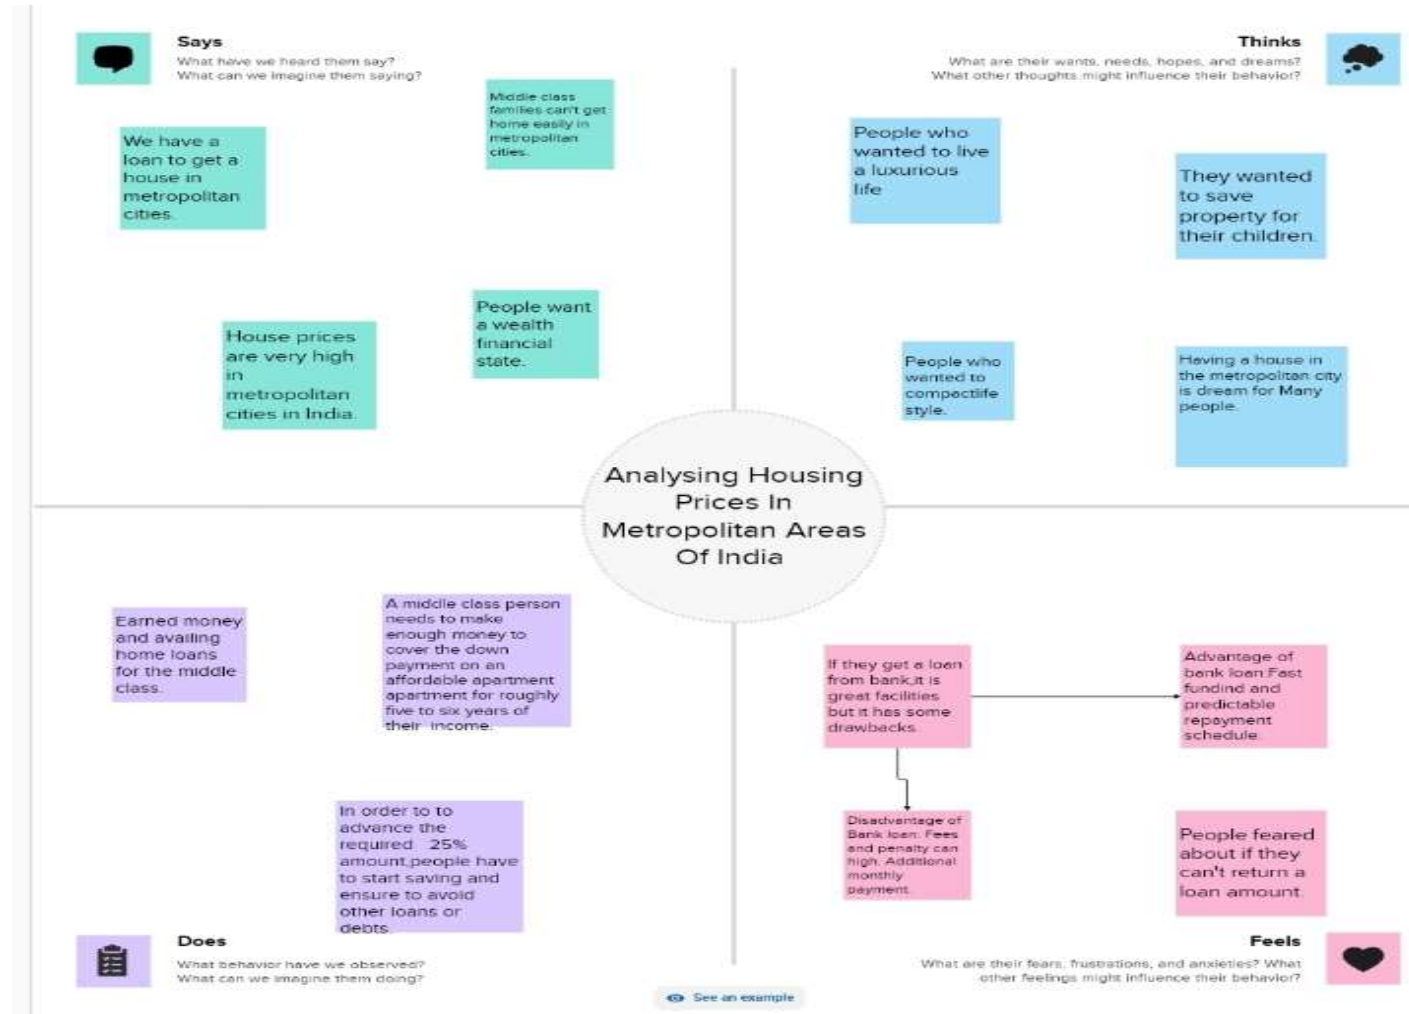 Says
What have we heard them say?
What can we imagine them saying?
We have a
loan to get a
house in
metropolitan
cities.
Middle class
families can't get
home easily in
metropolitan
cities.
House prices
are very high
in
metropolitan
cities in India.
People want
a wealth
financial
state.
Thinks
What are their wants, needs, hopes, and dreams?
What other thoughts might influence their behavior?
People who
wanted to live
a luxurious
life
They wanted
to save
property for
their children.
People who
wanted to
compactlife
style.
Having a house in
the metropolitan city
is dream for Many
people.
Analysing Housing
Prices In
Metropolitan Areas
Of India
Earned money
and availing
home loans
for the middle
class.
A middle class person
needs to make
enough money to
cover the down
payment on an
affordable apartment
apartment for roughly
five to six years of
their income.
In order to to
advance the
required 25%
amount,people have
to start saving and
ensure to avoid
other loans or
debts.
Does
What behavior have we observed?
What can we imagine them doing?
If they get a loan
from bank,it is
great facilities
but it has some
drawbacks.
Advantage of
bank loan:Fast
fundind and
predictable
repayment
schedule.
Disadvantage of
Bank loan: Fees
and penalty can
high. Additional
monthly
payment.
People feared
about if they
can't return a
loan amount.
Feels
What are their fears, frustrations, and anxieties? What
other feelings might influence their behavior?
See an example